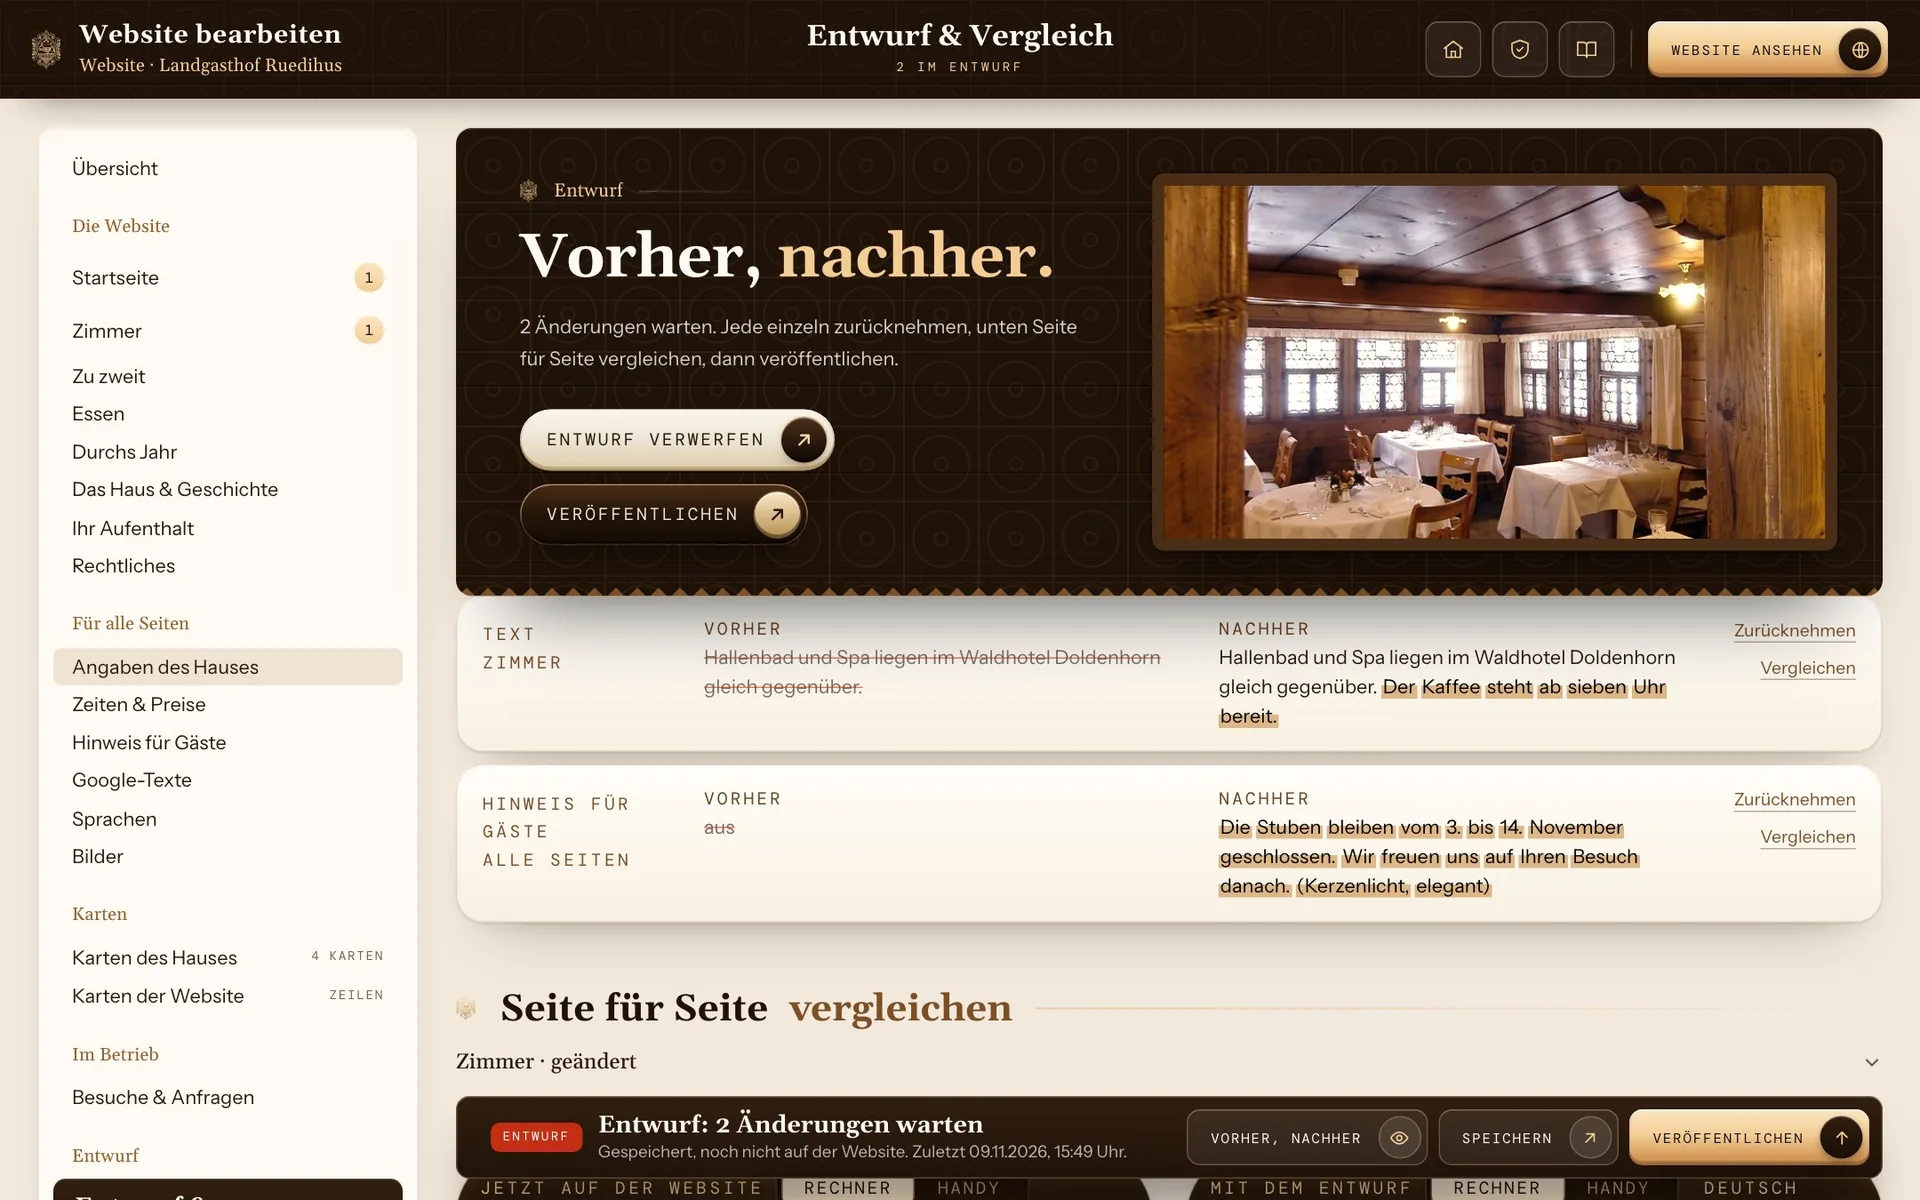 Website bearbeiten
Website · Landgasthof Ruedihus
Entwurf & Vergleich
2 IM ENTWURF
WEBSITE ANSEHEN
Übersicht
Die Website
Startseite 1
Zimmer 1
Zu zweit
Essen
Durchs Jahr
Das Haus & Geschichte
Ihr Aufenthalt
Rechtliches
Für alle Seiten
Angaben des Hauses
Zeiten & Preise
Hinweis für Gäste
Google-Texte
Sprachen
Bilder
Karten
Karten des Hauses 4 KARTEN
Karten der Website ZEILEN
Im Betrieb
Besuche & Anfragen
Entwurf
Entwurf
Vorher, nachher.
2 Änderungen warten. Jede einzeln zurücknehmen, unten Seite
für Seite vergleichen, dann veröffentlichen.
ENTWURF VERWERFEN
VERÖFFENTLICHEN
TEXT
ZIMMER
VORHER
Hallenbad und Spa liegen im Waldhotel Doldenhorn
gleich gegenüber.
NACHHER
Hallenbad und Spa liegen im Waldhotel Doldenhorn
gleich gegenüber. Der Kaffee steht ab sieben Uhr
bereit.
Zurücknehmen
Vergleichen
HINWEIS FÜR
GÄSTE
ALLE SEITEN
VORHER
aus
NACHHER
Die Stuben bleiben vom 3. bis 14. November
geschlossen. Wir freuen uns auf Ihren Besuch
danach. (Kerzenlicht, elegant)
Zurücknehmen
Vergleichen
Seite für Seite vergleichen
Zimmer · geändert
ENTWURF
Entwurf: 2 Änderungen warten
Gespeichert, noch nicht auf der Website. Zuletzt 09.11.2026, 15:49 Uhr.
VORHER, NACHHER
SPEICHERN
VERÖFFENTLICHEN
JETZT AUF DER WEBSITE RECHNER HANDY
MIT DEM ENTWURF RECHNER HANDY DEUTSCH